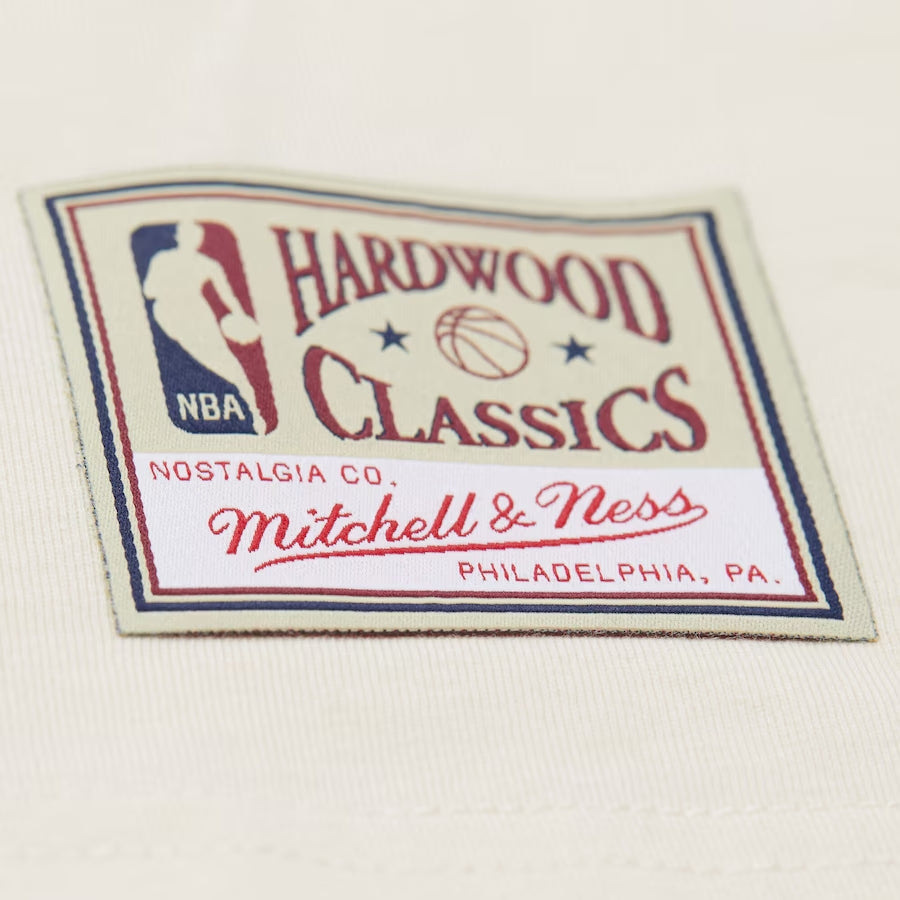 HARDWOOD
CLASSICS
NBA
NOSTALGIA CO.
Mitchell & Ness
PHILADELPHIA, PA.